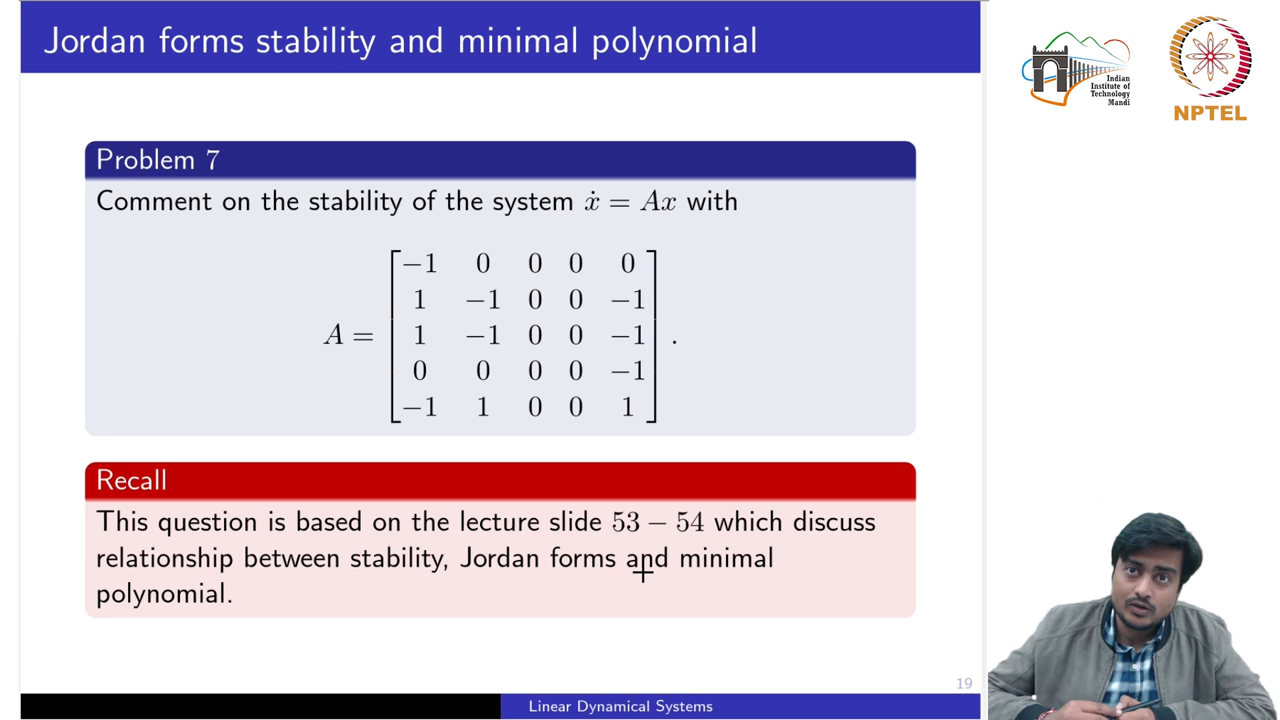 Jordan forms stability and minimal polynomial
Indian
Institute of
Technology
Mandi
NPTEL
Problem 7
Comment on the stability of the system ẋ = Ax with
A = [−1 0 0 0 0
1 −1 0 0 −1
1 −1 0 0 −1
0 0 0 0 −1
−1 1 0 0 1] .
Recall
This question is based on the lecture slide 53 − 54 which discuss
relationship between stability, Jordan forms and minimal
polynomial.
19
Linear Dynamical Systems